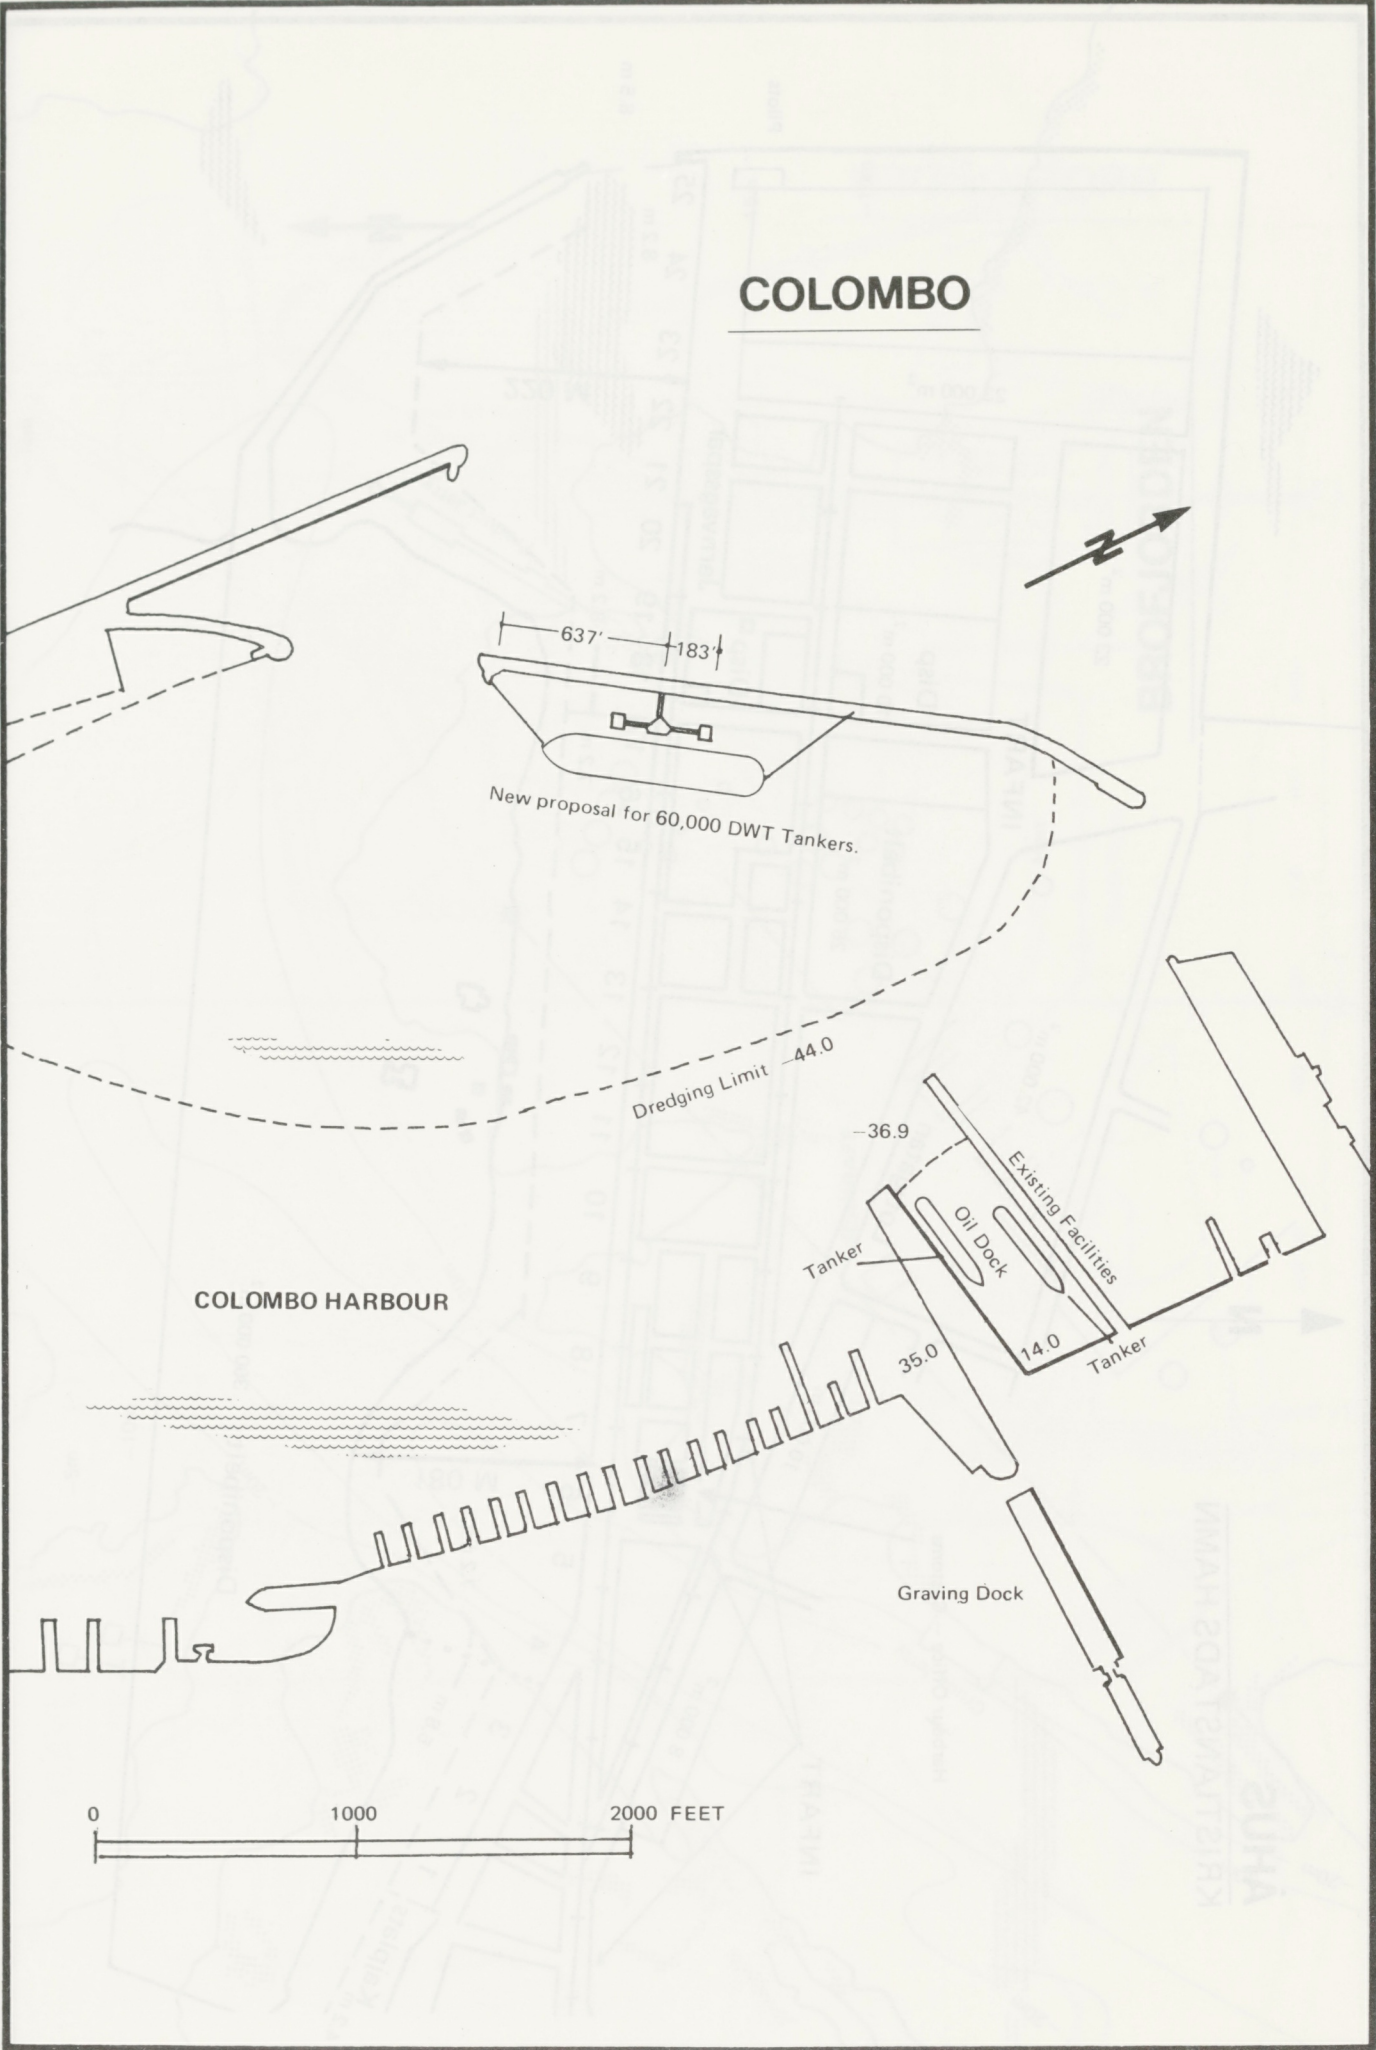 COLOMBO
N
637'
183'
New proposal for 60,000 DWT Tankers.
Dredging Limit -44.0
-36.9
Existing Facilities
Oil Dock
Tanker
COLOMBO HARBOUR
35.0
14.0
Tanker
Graving Dock
0 1000 2000 FEET